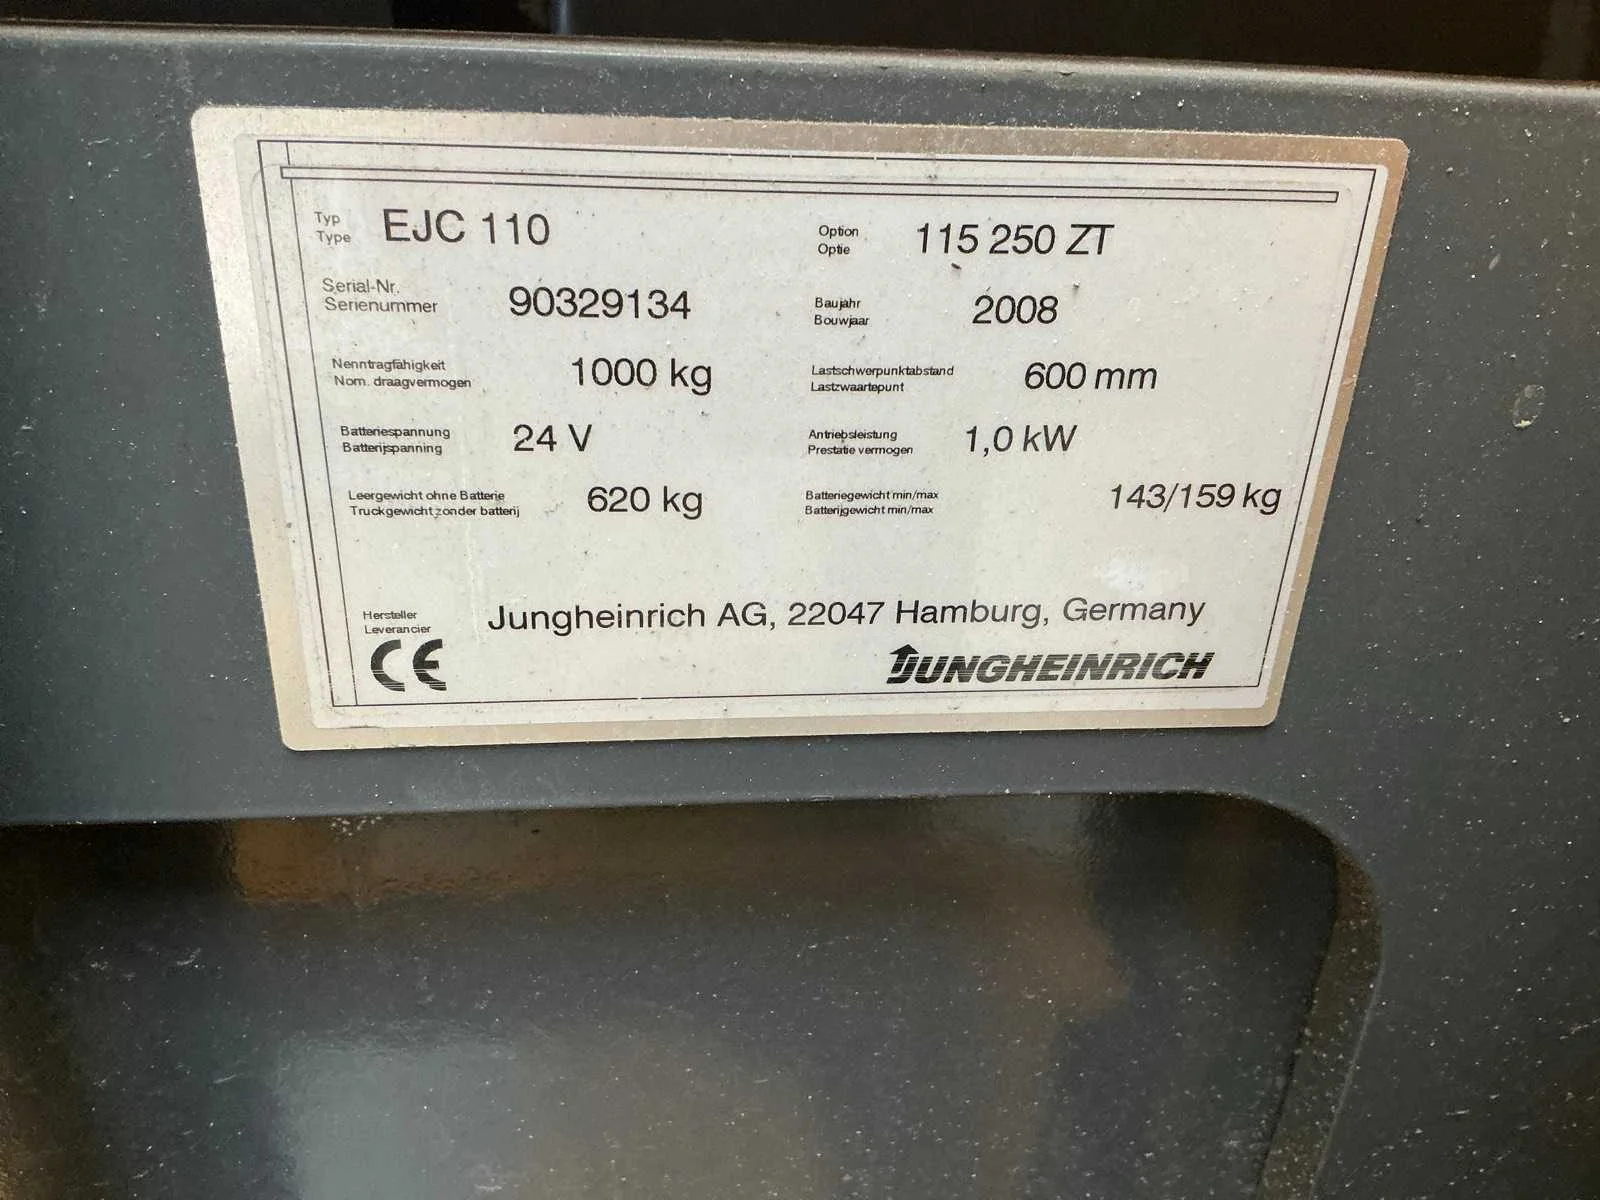 Typ
Type
EJC 110
Option
Optie
115 250 ZT
Serial-Nr.
Serienummer
90329134
Baujahr
Bouwjaar
2008
Nenntragfähigkeit
Nom. draagvermogen
1000 kg
Lastschwerpunktabstand
Lastzwaartepunt
600 mm
Batteriespannung
Batterijspanning
24 V
Antriebsleistung
Prestatie vermogen
1,0 kW
Leergewicht ohne Batterie
Truckgewicht zonder batterij
620 kg
Batteriegewicht min/max
Batterijgewicht min/max
143/159 kg
Hersteller
Leverancier
Jungheinrich AG, 22047 Hamburg, Germany
CE
JUNGHEINRICH